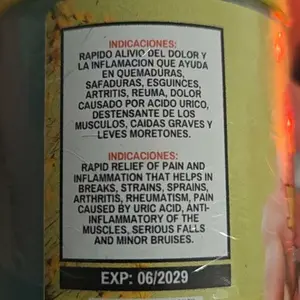 INDICACIONES:
RAPIDO ALIVIO DEL DOLOR Y
LA INFLAMACION QUE AYUDA
EN QUEMADURAS,
SAFADURAS, ESGUINCES,
ARTRITIS, REUMA, DOLOR
CAUSADO POR ACIDO URICO,
DESTENSANTE DE LOS
MUSCULOS, CAIDAS GRAVES Y
LEVES MORETONES.
INDICACIONES:
RAPID RELIEF OF PAIN AND
INFLAMMATION THAT HELPS IN
BREAKS, STRAINS, SPRAINS,
ARTHRITIS, RHEUMATISM, PAIN
CAUSED BY URIC ACID, ANTI-
INFLAMMATORY OF THE
MUSCLES, SERIOUS FALLS
AND MINOR BRUISES.
EXP: 06/2029